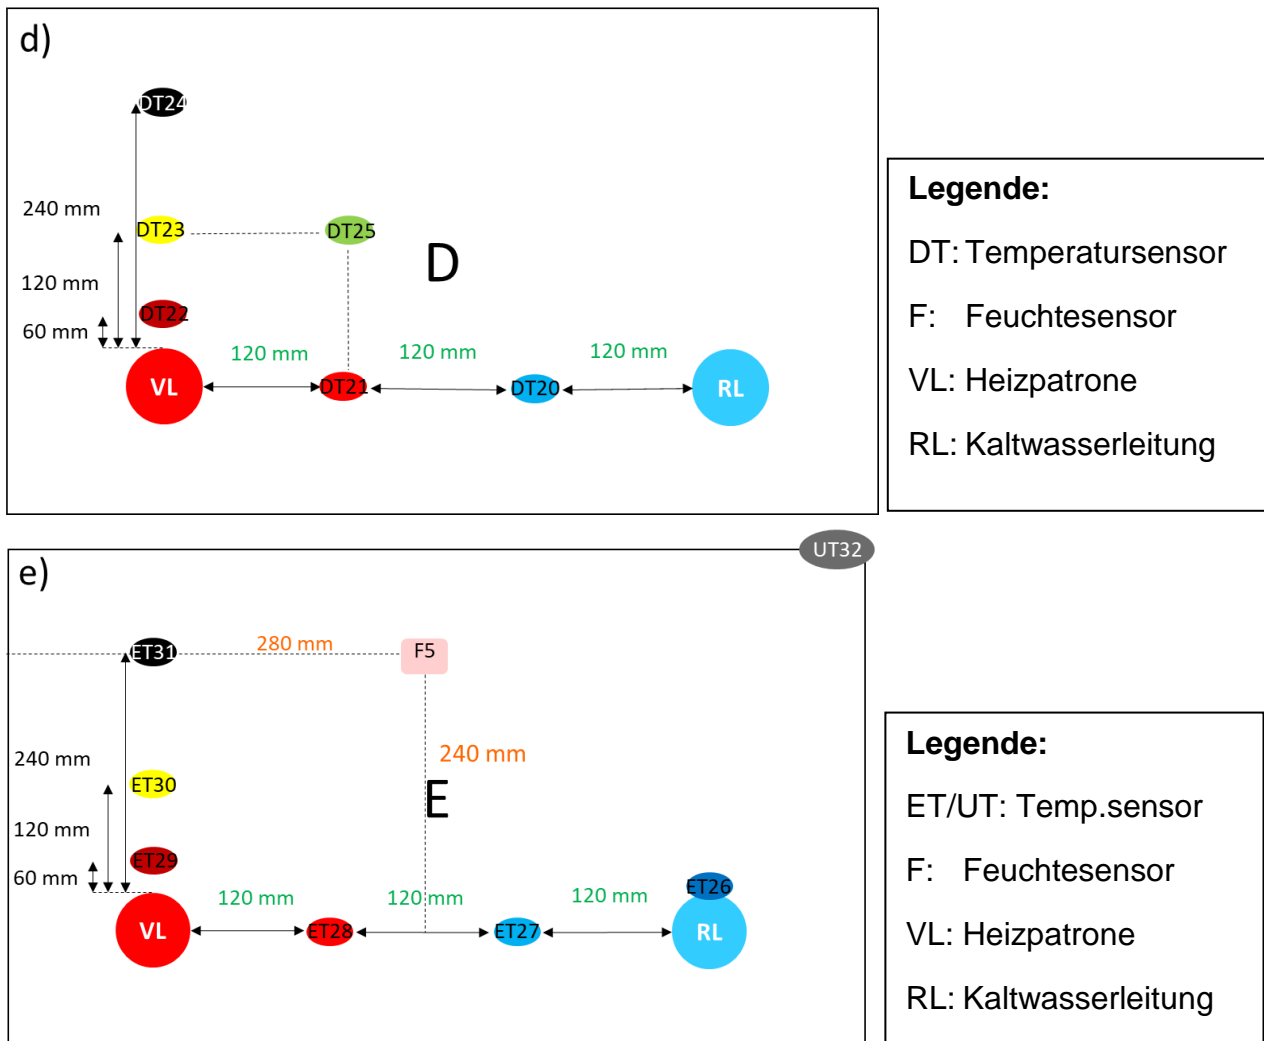 d)
DT24
240 mm
DT23
DT25
D
120 mm
DT22
60 mm
120 mm
120 mm
120 mm
VL
DT21
DT20
RL
Legende:
DT: Temperatursensor
F: Feuchtesensor
VL: Heizpatrone
RL: Kaltwasserleitung
e)
UT32
ET31
280 mm
F5
240 mm
240 mm
ET30
E
120 mm
ET29
60 mm
120 mm
120 mm
120 mm
ET26
VL
ET28
ET27
RL
Legende:
ET/UT: Temp.sensor
F: Feuchtesensor
VL: Heizpatrone
RL: Kaltwasserleitung